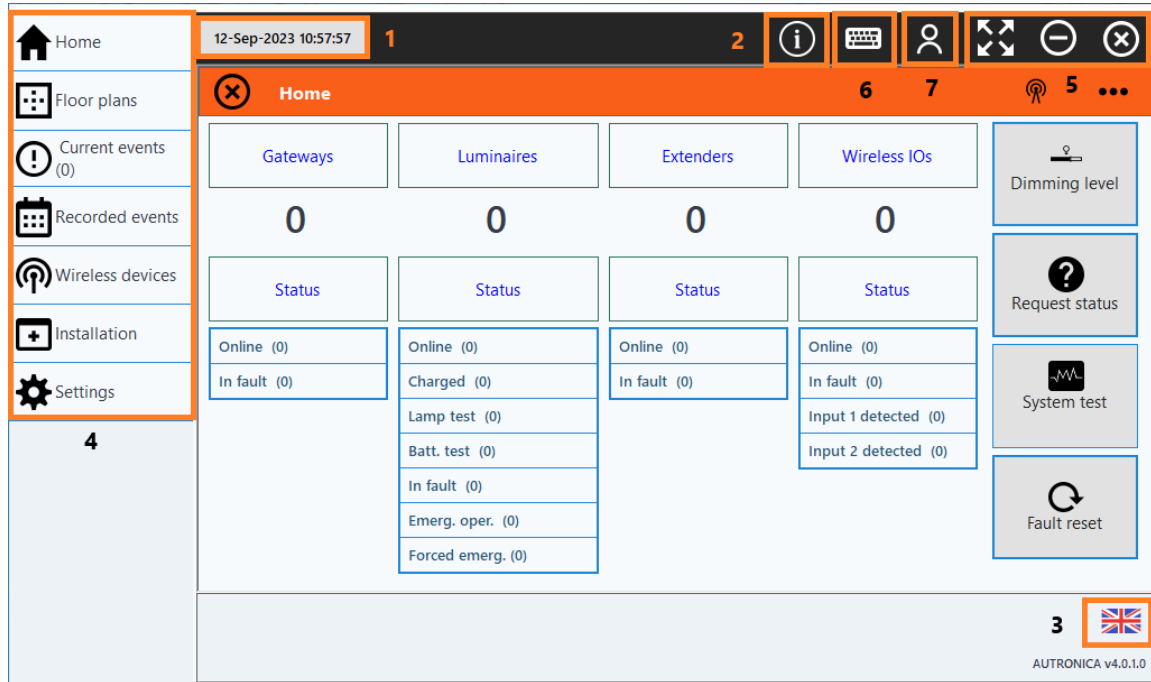 Home
12-Sep-2023 10:57:57
1
2
Floor plans
Home
6
7
5
Current events
(0)
Recorded events
Wireless devices
Installation
Settings
4
Gateways
Luminaires
Extenders
Wireless IOs
0
0
0
0
Status
Status
Status
Status
Online (0)
In fault (0)
Online (0)
Charged (0)
Lamp test (0)
Batt. test (0)
In fault (0)
Emerg. oper. (0)
Forced emerg. (0)
Online (0)
In fault (0)
Online (0)
In fault (0)
Input 1 detected (0)
Input 2 detected (0)
Dimming level
Request status
System test
Fault reset
3
AUTRONICA v4.0.1.0